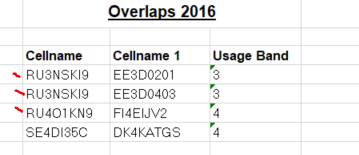 Overlaps 2016
Cellname Cellname 1 Usage Band
RU3NSKI9 EE3D0201 3
RU3NSKI9 EE3D0403 3
RU4O1KN9 FI4EIJV2 4
SE4DI35C DK4KATGS 4